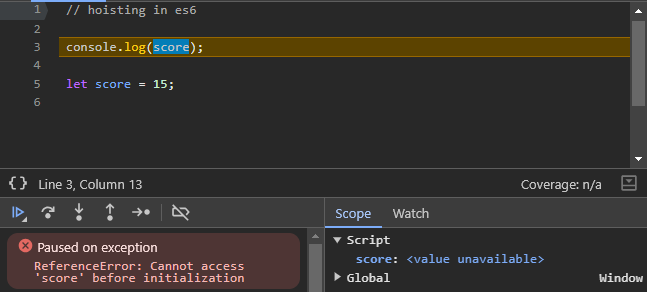 1 // hoisting in es6
2
3 console.log(score);
4
5 let score = 15;
6
{} Line 3, Column 13 Coverage: n/a
Scope Watch
Paused on exception
ReferenceError: Cannot access
'score' before initialization
Script
score: <value unavailable>
Global Window